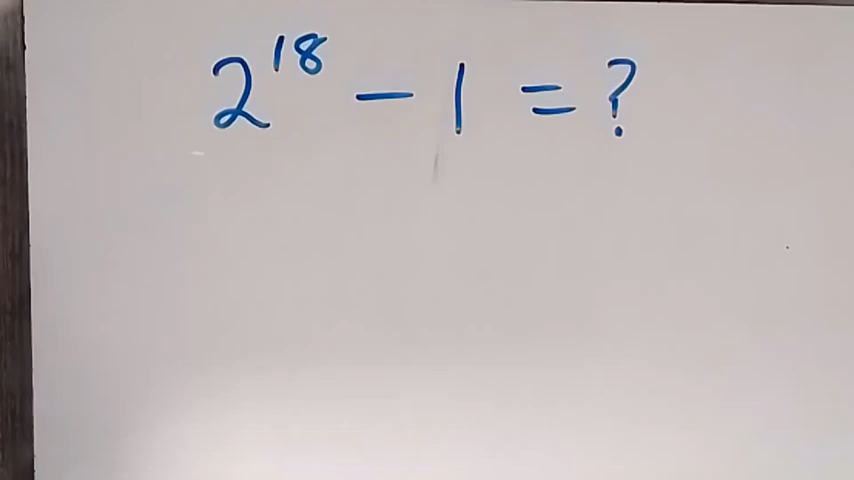 2¹⁸ - 1 = ?